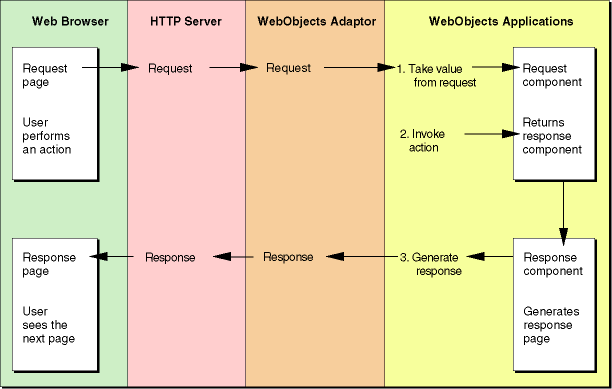 Web Browser
HTTP Server
WebObjects Adaptor
WebObjects Applications
Request
page
User
performs
an action
Request
Request
1. Take value
from request
2. Invoke
action
Request
component
Returns
response
component
Response
page
User
sees the
next page
Response
Response
3. Generate
response
Response
component
Generates
response
page